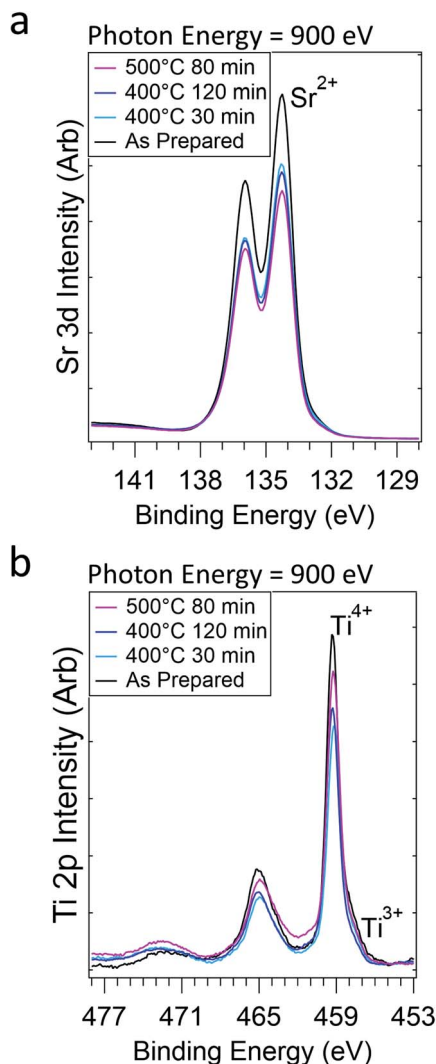 a
Photon Energy = 900 eV
500°C 80 min
400°C 120 min
400°C 30 min
As Prepared
Sr²⁺
Sr 3d Intensity (Arb)
141 138 135 132 129
Binding Energy (eV)
b
Photon Energy = 900 eV
500°C 80 min
400°C 120 min
400°C 30 min
As Prepared
Ti⁴⁺
Ti³⁺
Ti 2p Intensity (Arb)
477 471 465 459 453
Binding Energy (eV)